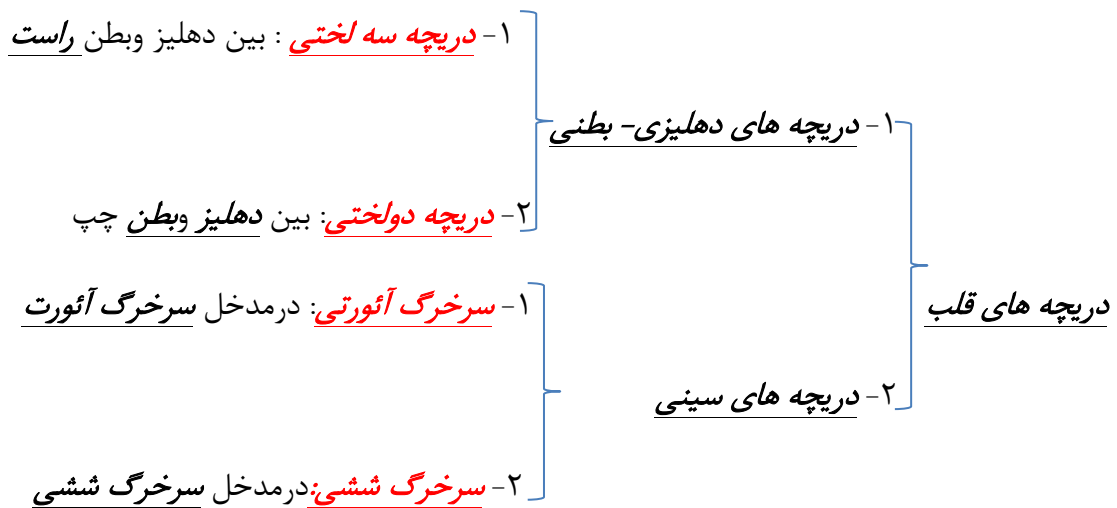 ۱- دریچه سه لختی : بین دهلیز وبطن راست
۱- دریچه های دهلیزی- بطنی
۲- دریچه دولختی: بین دهلیز وبطن چپ
۱- سرخرگ آئورتی: درمدخل سرخرگ آئورت
دریچه های قلب
۲- دریچه های سینی
۲- سرخرگ ششی:درمدخل سرخرگ ششی